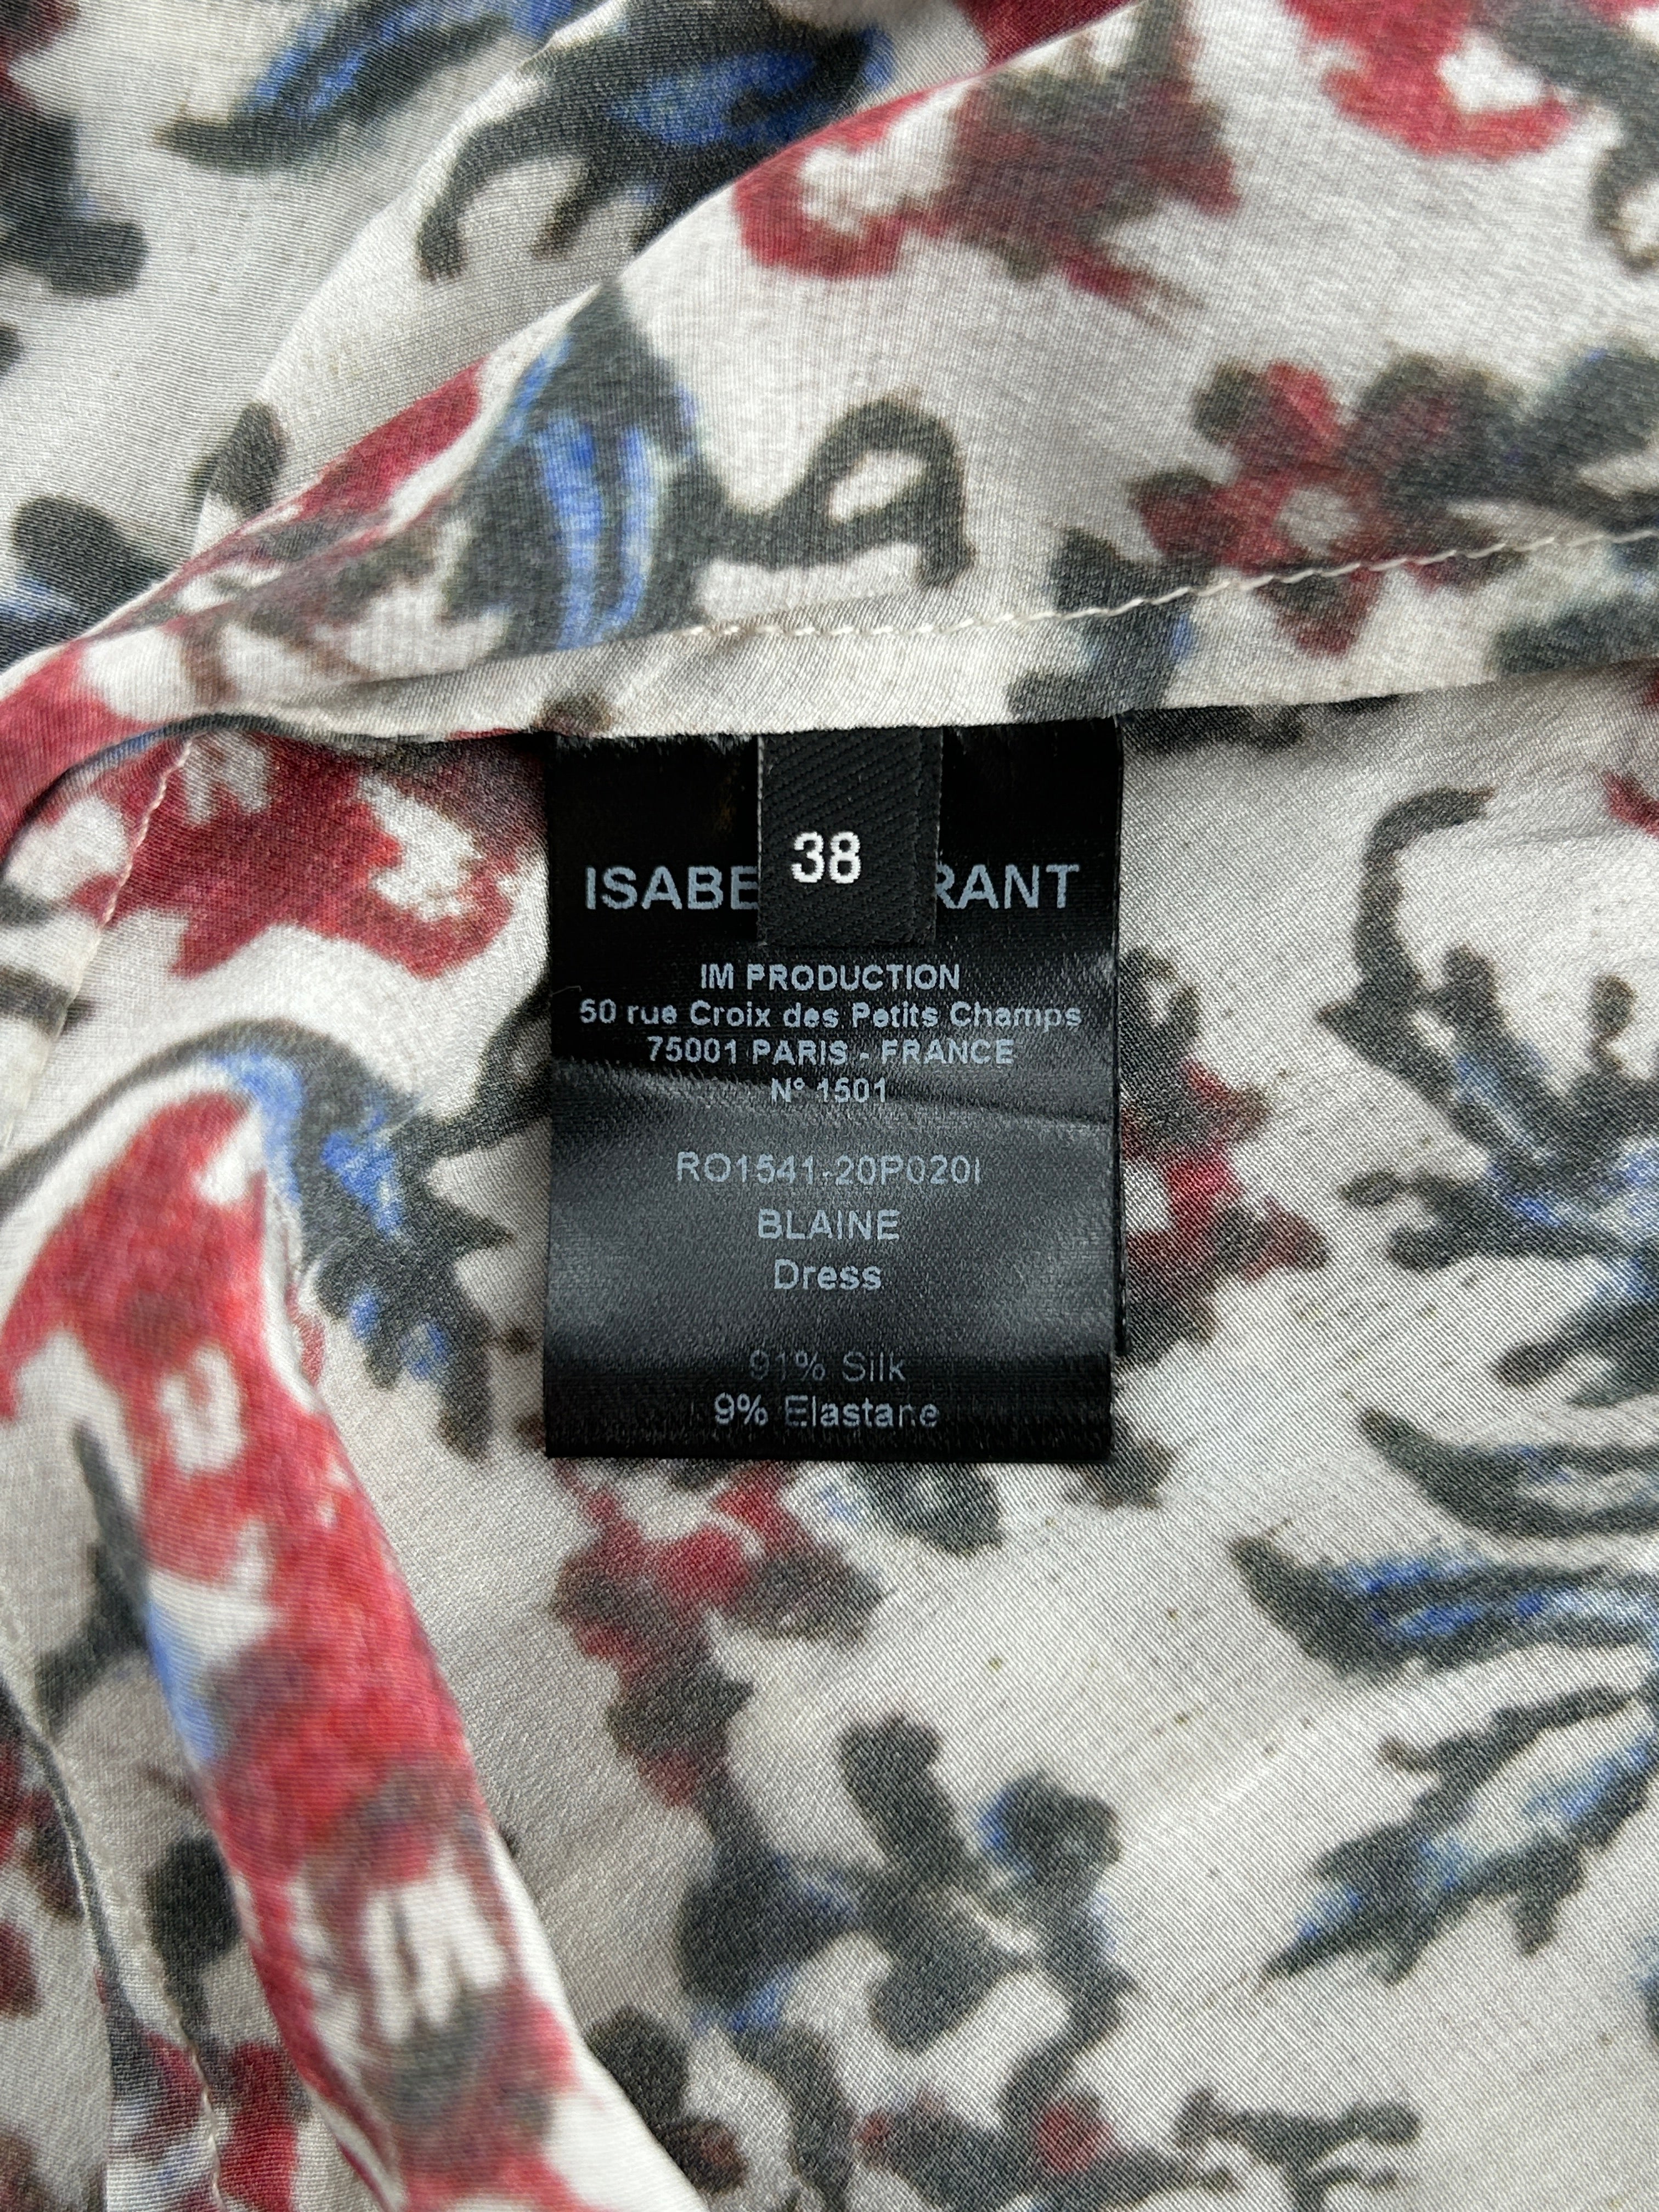 38
ISABE RANT
IM PRODUCTION
50 rue Croix des Petits Champs
75001 PARIS - FRANCE
N° 1501
RO1541-20P020I
BLAINE
Dress
91% Silk
9% Elastane